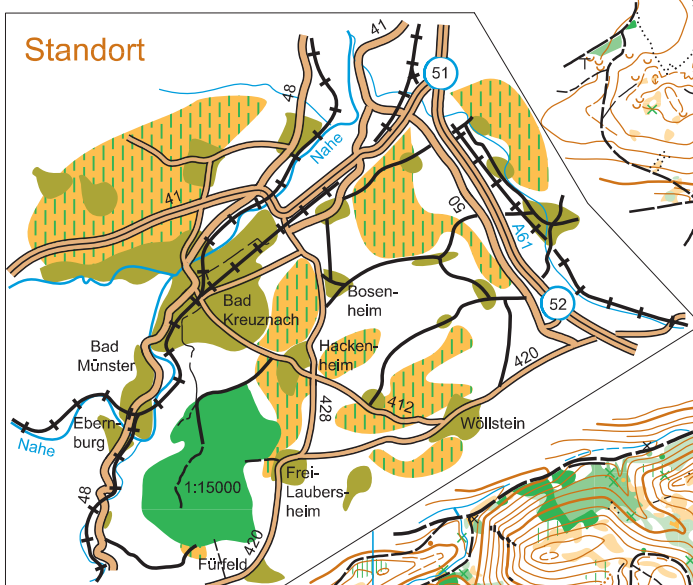 Standort
41
51
48
Nahe
41
50
A61
Bosen-
heim
52
Bad
Kreuznach
Bad
Münster
Hacken-
heim
420
412
428
Ebern-
burg
Wöllstein
Nahe
1:15000
Frei-
Laubers-
heim
48
420
Fürfeld